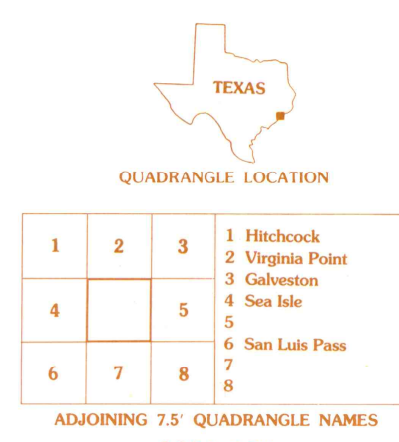 TEXAS
QUADRANGLE LOCATION
1 2 3
4 5
6 7 8
1 Hitchcock
2 Virginia Point
3 Galveston
4 Sea Isle
5
6 San Luis Pass
7
8
ADJOINING 7.5′ QUADRANGLE NAMES